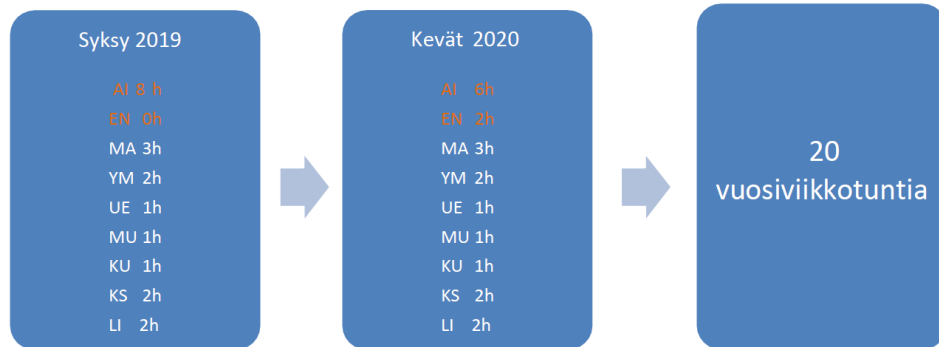 Syksy 2019
AI 8 h
EN 0h
MA 3h
YM 2h
UE 1h
MU 1h
KU 1h
KS 2h
LI 2h
Kevät 2020
AI 6h
EN 2h
MA 3h
YM 2h
UE 1h
MU 1h
KU 1h
KS 2h
LI 2h
20
vuosiviikkotuntia